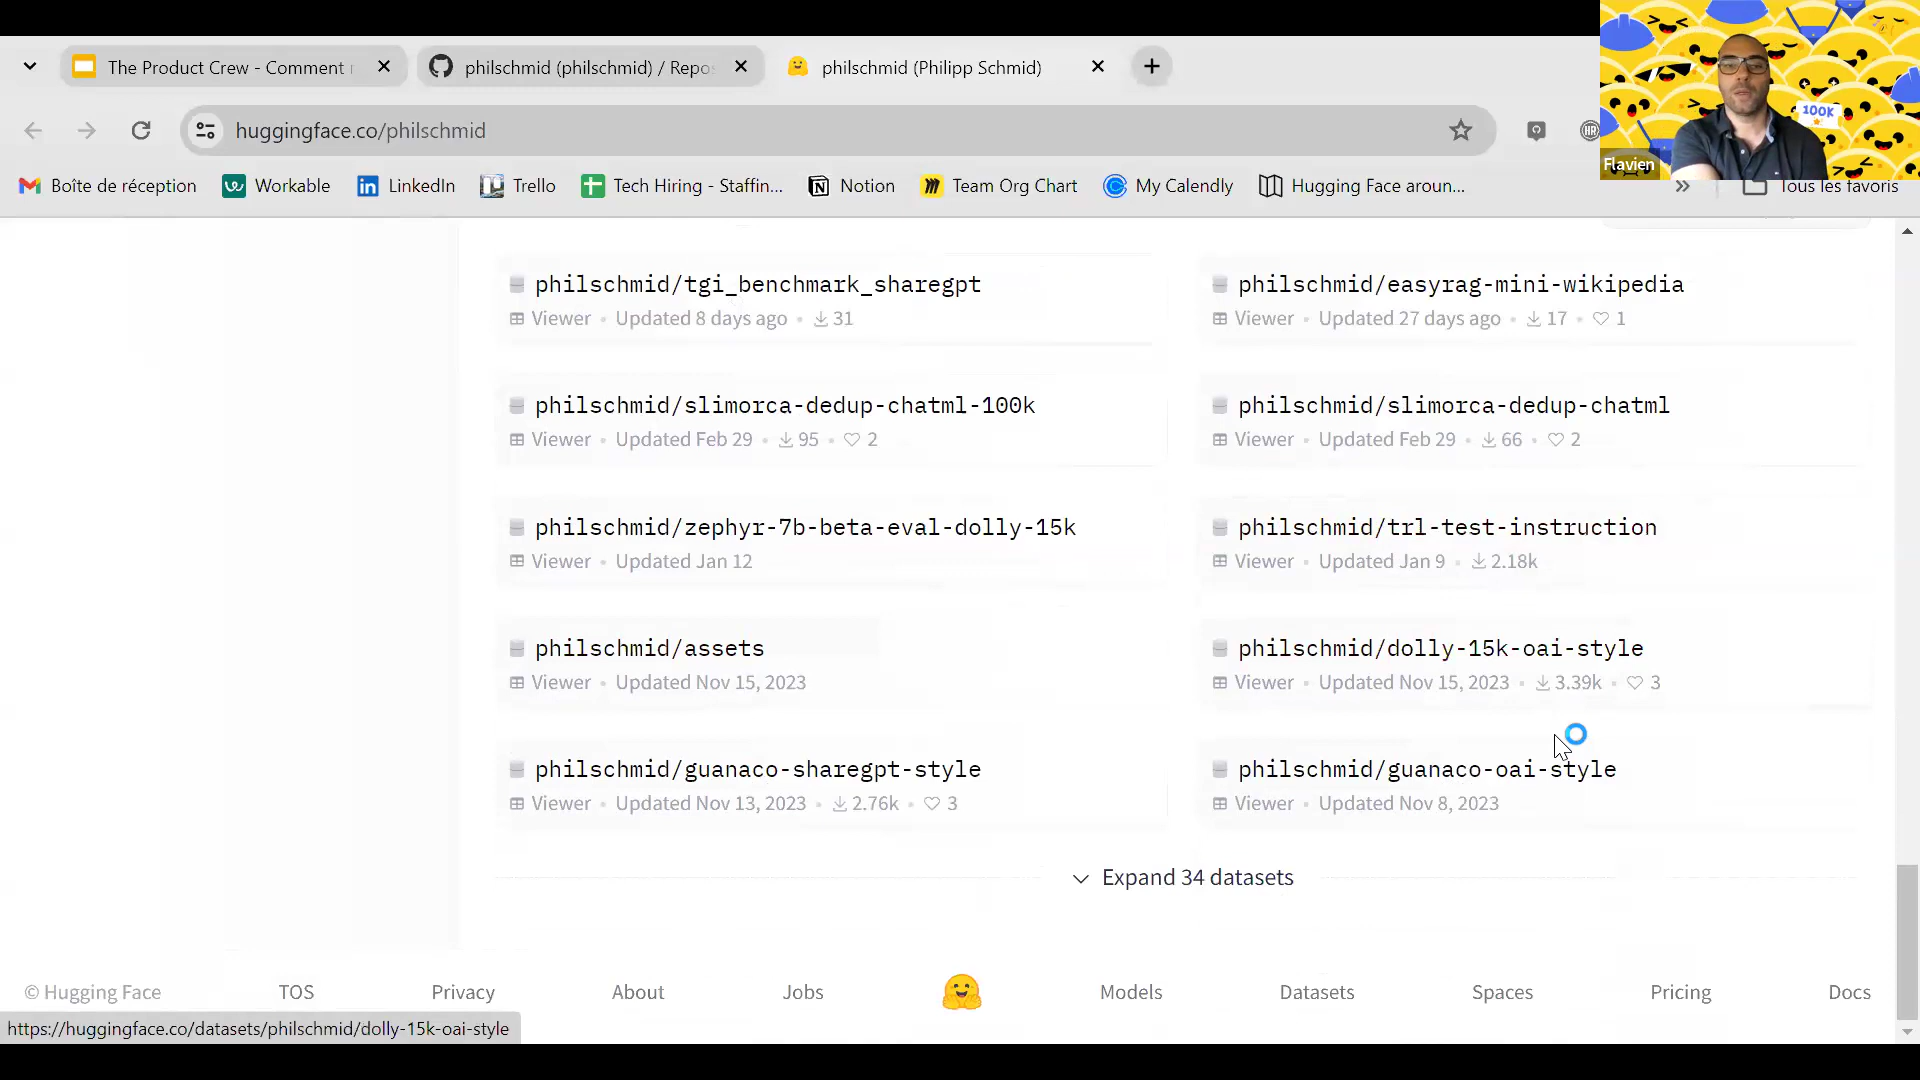 The Product Crew - Comment
philschmid (philschmid) / Repos
philschmid (Philipp Schmid)
huggingface.co/philschmid
HR
100K
Flavien
Boîte de réception
Workable
LinkedIn
Trello
Tech Hiring - Staffin...
Notion
Team Org Chart
My Calendly
Hugging Face aroun...
Tous les favoris
philschmid/tgi_benchmark_sharegpt
Viewer • Updated 8 days ago • 31
philschmid/easyrag-mini-wikipedia
Viewer • Updated 27 days ago • 17 • 1
philschmid/slimorca-dedup-chatml-100k
Viewer • Updated Feb 29 • 95 • 2
philschmid/slimorca-dedup-chatml
Viewer • Updated Feb 29 • 66 • 2
philschmid/zephyr-7b-beta-eval-dolly-15k
Viewer • Updated Jan 12
philschmid/trl-test-instruction
Viewer • Updated Jan 9 • 2.18k
philschmid/assets
Viewer • Updated Nov 15, 2023
philschmid/dolly-15k-oai-style
Viewer • Updated Nov 15, 2023 • 3.39k • 3
philschmid/guanaco-sharegpt-style
Viewer • Updated Nov 13, 2023 • 2.76k • 3
philschmid/guanaco-oai-style
Viewer • Updated Nov 8, 2023
Expand 34 datasets
© Hugging Face
TOS
Privacy
About
Jobs
Models
Datasets
Spaces
Pricing
Docs
https://huggingface.co/datasets/philschmid/dolly-15k-oai-style